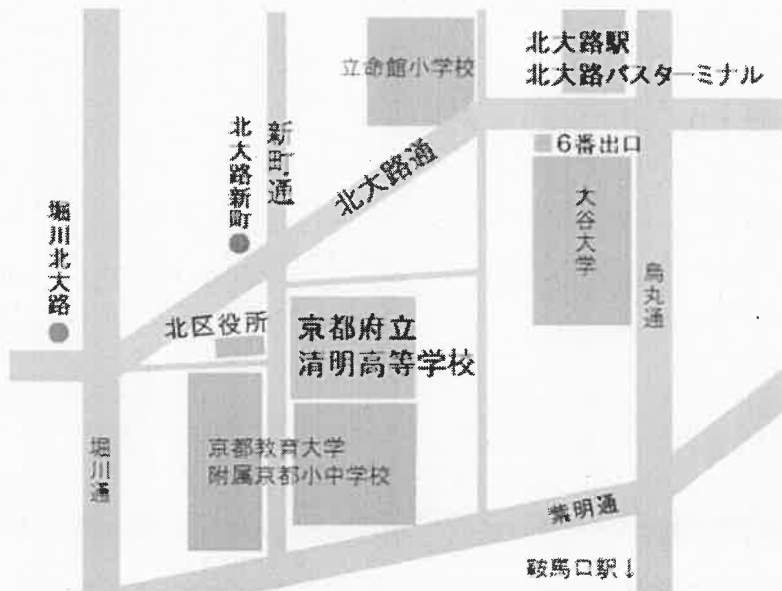 北大路駅
北大路バスターミナル
立命館小学校
6番出口
新町通
北大路新町
北大路通
大谷大学
堀川北大路
烏丸通
北区役所
京都府立
清明高等学校
堀川通
京都教育大学
附属京都小中学校
紫明通
鞍馬口駅↓